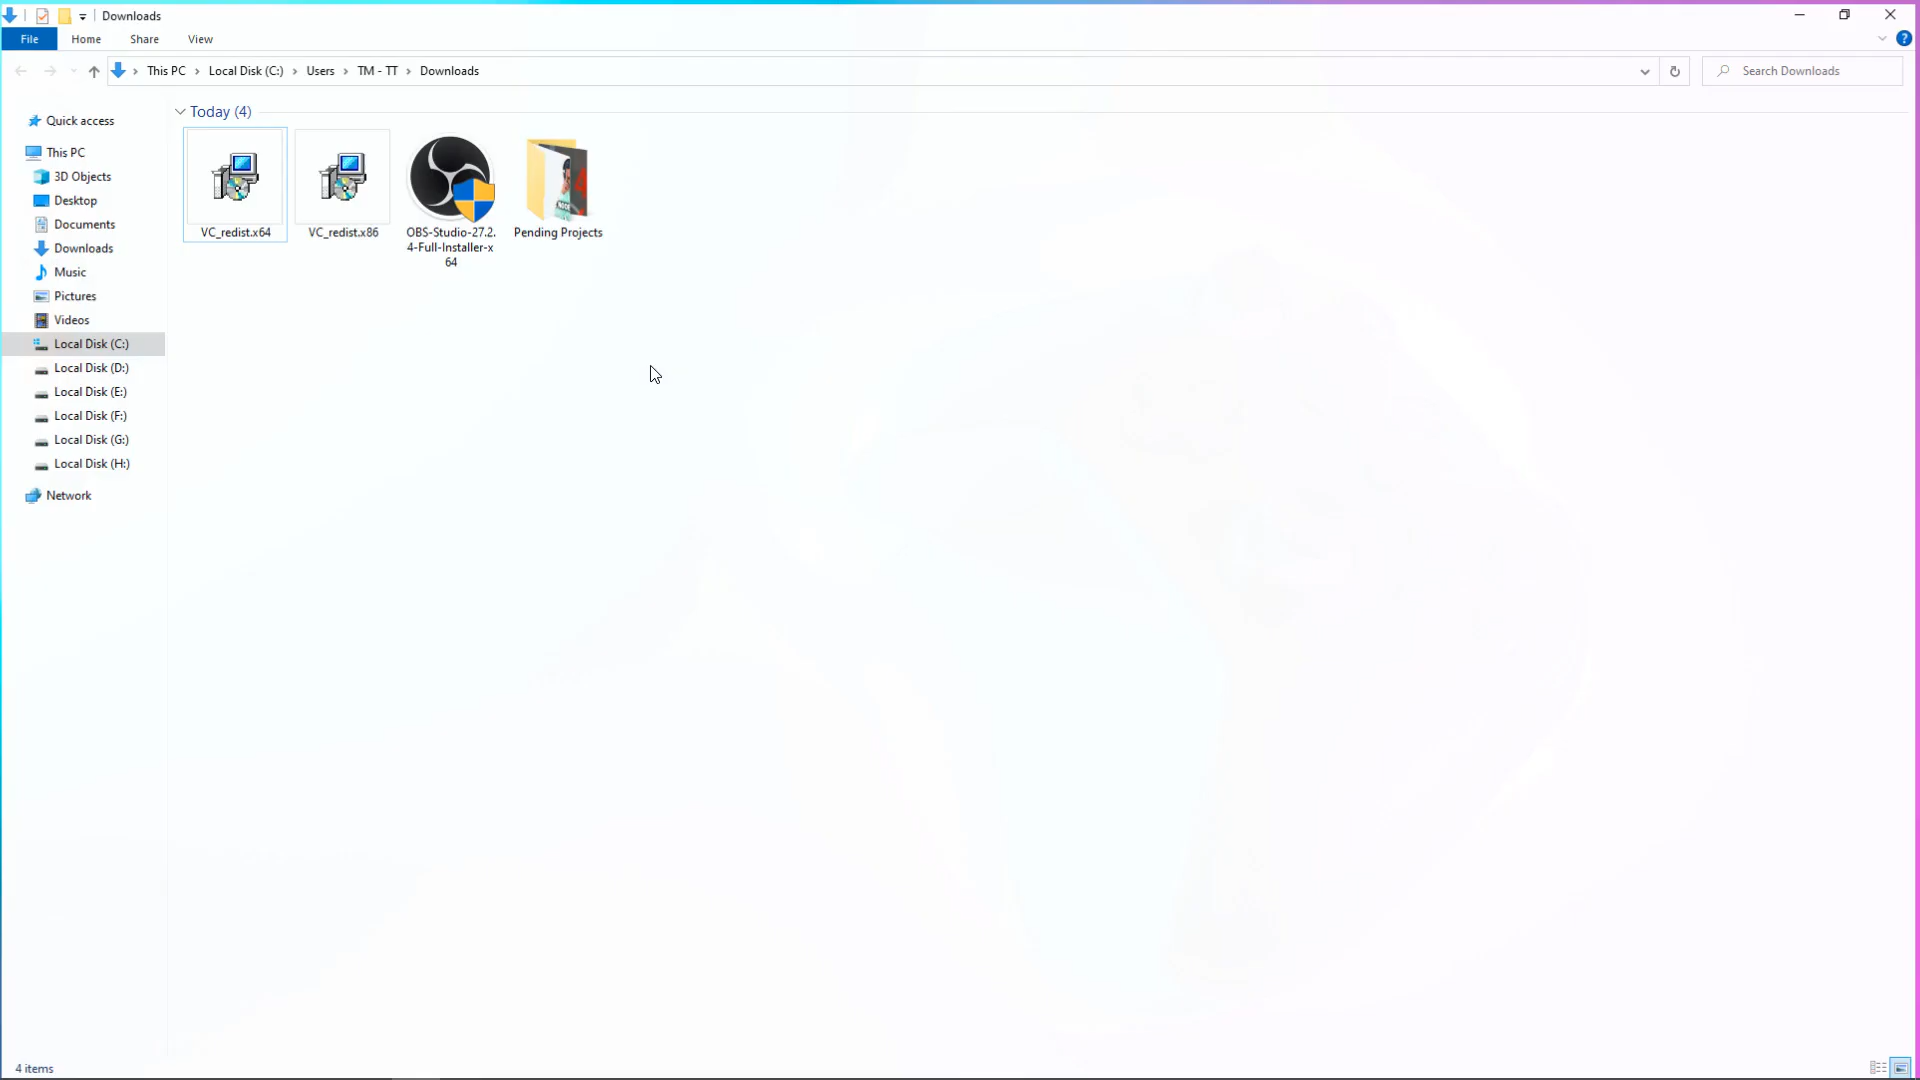 Downloads
File Home Share View
This PC Local Disk (C:) Users TM - TT Downloads
Search Downloads
Quick access
This PC
3D Objects
Desktop
Documents
Downloads
Music
Pictures
Videos
Local Disk (C:)
Local Disk (D:)
Local Disk (E:)
Local Disk (F:)
Local Disk (G:)
Local Disk (H:)
Network
Today (4)
VC_redist.x64
VC_redist.x86
OBS-Studio-27.2.
4-Full-Installer-x
64
Pending Projects
4 items